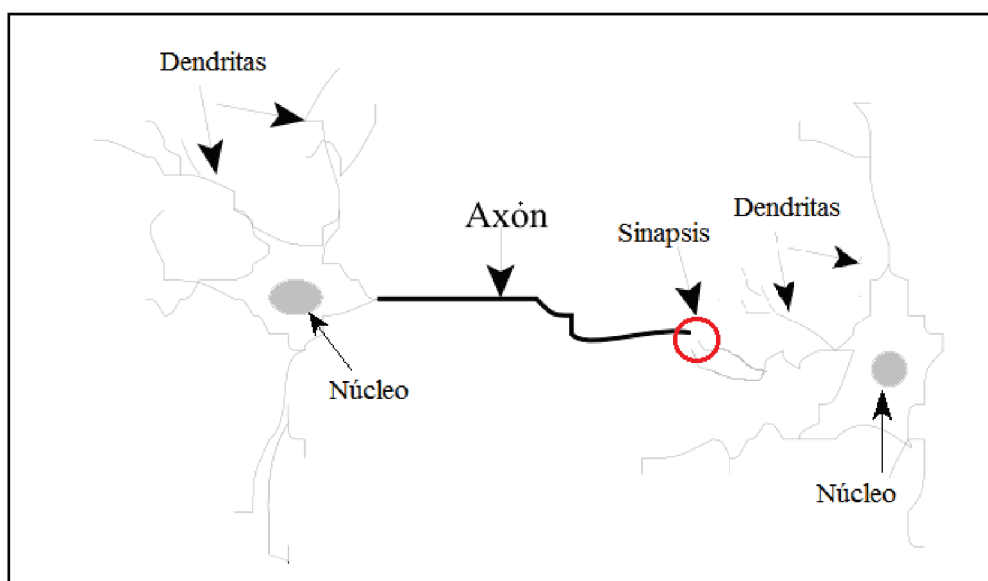 Dendritas
Axón
Sinapsis
Dendritas
Núcleo
Núcleo